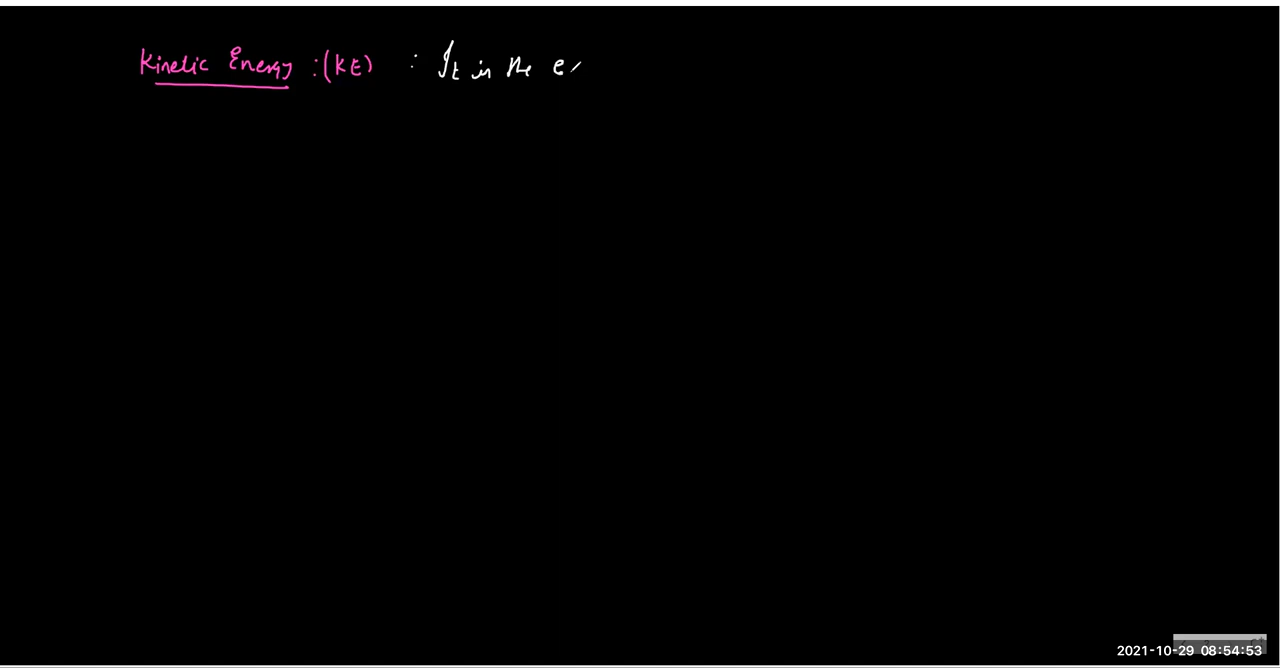 Kinetic Energy :(KE) : It is the e
2021-10-29 08:54:53